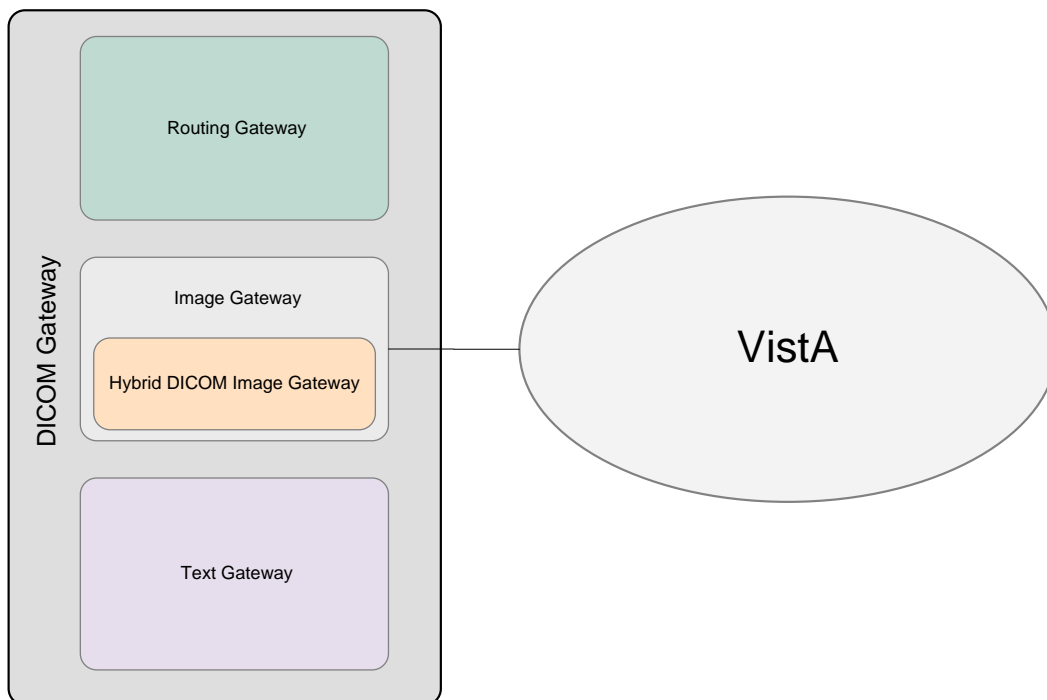 DICOM Gateway
Routing Gateway
Image Gateway
Hybrid DICOM Image Gateway
Text Gateway
VistA